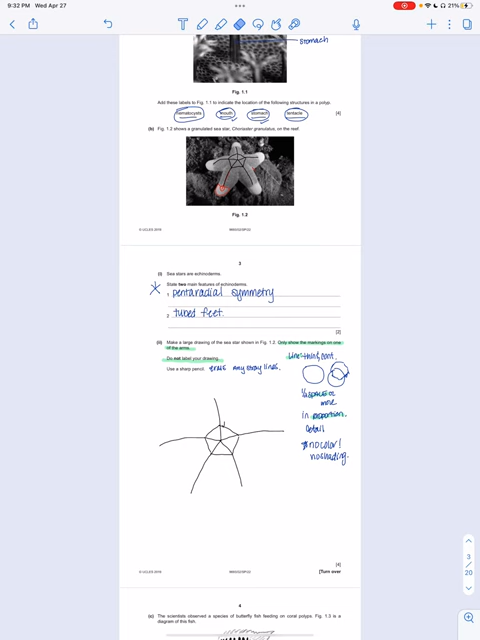 9:32 PM Wed Apr 27
21%
stomach
Fig. 1.1
Add these labels to Fig. 1.1 to indicate the location of the following structures in a polyp.
nematocysts mouth stomach tentacle [4]
(b) Fig. 1.2 shows a granulated sea star, Choriaster granulatus, on the reef.
Fig. 1.2
© UCLES 2019
[Turn over
3
(i) Sea stars are echinoderms.
State two main features of echinoderms.
1 pentaradial symmetry
2 tubed feet.
[2]
(ii) Make a large drawing of the sea star shown in Fig. 1.2. Only show the markings on one
of the arms.
Do not label your drawing.
Use a sharp pencil. erase any stray lines.
Line-thin, cont.
more
in proportion.
detail
no color!
no shading.
[4]
© UCLES 2019
3
/
20
4
(c) The scientists observed a species of butterfly fish feeding on coral polyps. Fig. 1.3 is a
diagram of this fish.